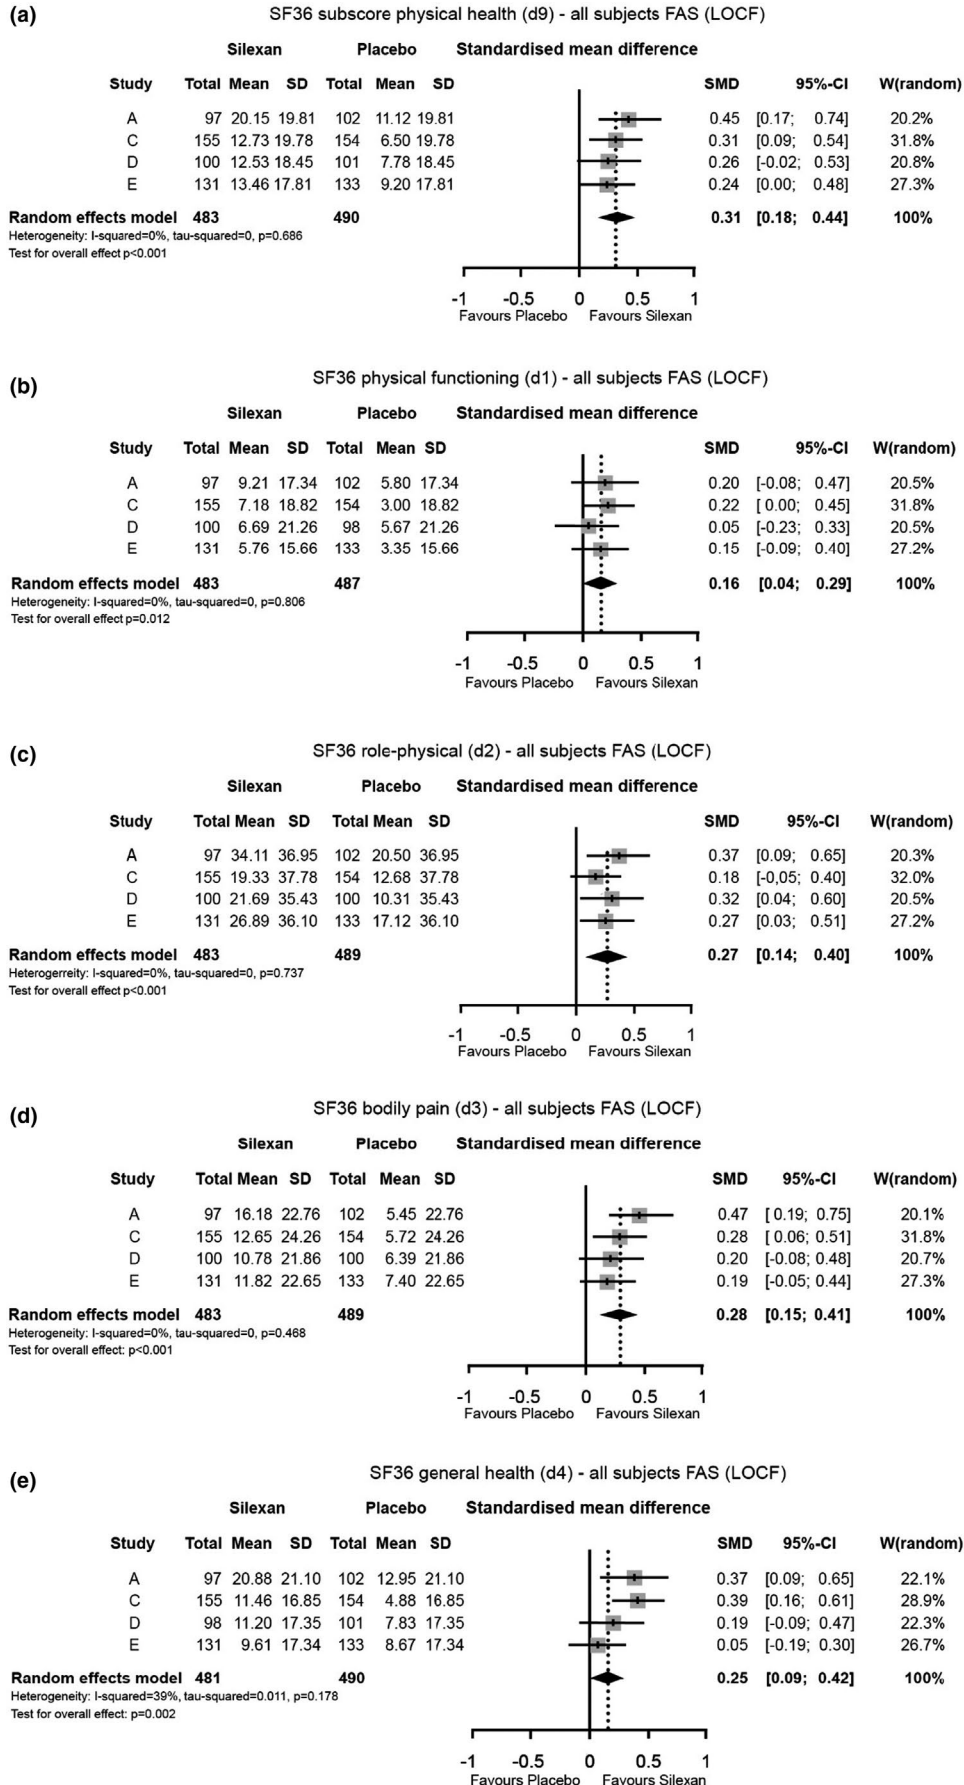 (a)
SF36 subscore physical health (d9) - all subjects FAS (LOCF)
Silexan Placebo Standardised mean difference
Study Total Mean SD Total Mean SD SMD 95%-CI W(random)
A 97 20.15 19.81 102 11.12 19.81 0.45 [0.17; 0.74] 20.2%
C 155 12.73 19.78 154 6.50 19.78 0.31 [0.09; 0.54] 31.8%
D 100 12.53 18.45 101 7.78 18.45 0.26 [-0.02; 0.53] 20.8%
E 131 13.46 17.81 133 9.20 17.81 0.24 [0.00; 0.48] 27.3%
Random effects model 483 490 0.31 [0.18; 0.44] 100%
Heterogeneity: I-squared=0%, tau-squared=0, p=0.686
Test for overall effect p<0.001
-1 -0.5 0 0.5 1
Favours Placebo Favours Silexan
(b)
SF36 physical functioning (d1) - all subjects FAS (LOCF)
Silexan Placebo Standardised mean difference
Study Total Mean SD Total Mean SD SMD 95%-CI W(random)
A 97 9.21 17.34 102 5.80 17.34 0.20 [-0.08; 0.47] 20.5%
C 155 7.18 18.82 154 3.00 18.82 0.22 [ 0.00; 0.45] 31.8%
D 100 6.69 21.26 98 5.67 21.26 0.05 [-0.23; 0.33] 20.5%
E 131 5.76 15.66 133 3.35 15.66 0.15 [-0.09; 0.40] 27.2%
Random effects model 483 487 0.16 [0.04; 0.29] 100%
Heterogeneity: I-squared=0%, tau-squared=0, p=0.806
Test for overall effect p=0.012
-1 -0.5 0 0.5 1
Favours Placebo Favours Silexan
(c)
SF36 role-physical (d2) - all subjects FAS (LOCF)
Silexan Placebo Standardised mean difference
Study Total Mean SD Total Mean SD SMD 95%-CI W(random)
A 97 34.11 36.95 102 20.50 36.95 0.37 [0.09; 0.65] 20.3%
C 155 19.33 37.78 154 12.68 37.78 0.18 [-0,05; 0.40] 32.0%
D 100 21.69 35.43 100 10.31 35.43 0.32 [0.04; 0.60] 20.5%
E 131 26.89 36.10 133 17.12 36.10 0.27 [0.03; 0.51] 27.2%
Random effects model 483 489 0.27 [0.14; 0.40] 100%
Heterogerreity: I-squared=0%, tau-squared=0, p=0.737
Test for overall effect p<0.001
-1 -0.5 0 0.5 1
Favours Placebo Favours Silexan
(d)
SF36 bodily pain (d3) - all subjects FAS (LOCF)
Silexan Placebo Standardised mean difference
Study Total Mean SD Total Mean SD SMD 95%-CI W(random)
A 97 16.18 22.76 102 5.45 22.76 0.47 [ 0.19; 0.75] 20.1%
C 155 12.65 24.26 154 5.72 24.26 0.28 [ 0.06; 0.51] 31.8%
D 100 10.78 21.86 100 6.39 21.86 0.20 [-0.08; 0.48] 20.7%
E 131 11.82 22.65 133 7.40 22.65 0.19 [-0.05; 0.44] 27.3%
Random effects model 483 489 0.28 [0.15; 0.41] 100%
Heterogeneity: I-squared=0%, tau-squared=0, p=0.468
Test for overall effect: p<0.001
-1 -0.5 0 0.5 1
Favours Placebo Favours Silexan
(e)
SF36 general health (d4) - all subjects FAS (LOCF)
Silexan Placebo Standardised mean difference
Study Total Mean SD Total Mean SD SMD 95%-CI W(random)
A 97 20.88 21.10 102 12.95 21.10 0.37 [0.09; 0.65] 22.1%
C 155 11.46 16.85 154 4.88 16.85 0.39 [0.16; 0.61] 28.9%
D 98 11.20 17.35 101 7.83 17.35 0.19 [-0.09; 0.47] 22.3%
E 131 9.61 17.34 133 8.67 17.34 0.05 [-0.19; 0.30] 26.7%
Random effects model 481 490 0.25 [0.09; 0.42] 100%
Heterogeneity: I-squared=39%, tau-squared=0.011, p=0.178
Test for overall effect: p=0.002
-1 -0.5 0 0.5 1
Favours Placebo Favours Silexan